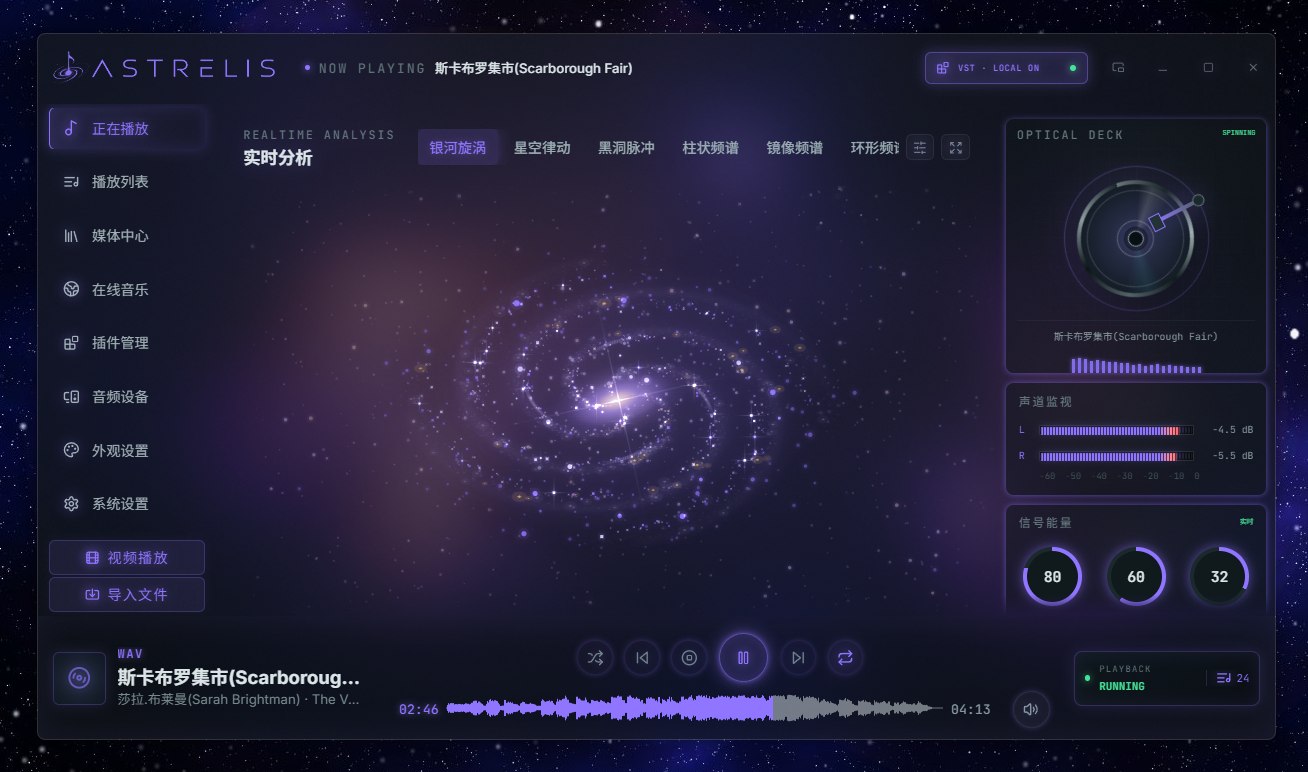 ASTRELIS
NOW PLAYING 斯卡布罗集市(Scarborough Fair)
VST · LOCAL ON
正在播放
播放列表
媒体中心
在线音乐
插件管理
音频设备
外观设置
系统设置
视频播放
导入文件
REALTIME ANALYSIS
实时分析
银河旋涡 星空律动 黑洞脉冲 柱状频谱 镜像频谱 环形频谱
OPTICAL DECK SPINNING
斯卡布罗集市(Scarborough Fair)
声道监视
L -4.5 dB
R -5.5 dB
-60 -50 -40 -30 -20 -10 0
信号能量 实时
80 60 32
WAV
斯卡布罗集市(Scarboroug...
莎拉.布莱曼(Sarah Brightman) · The V...
02:46 04:13
PLAYBACK
RUNNING
24